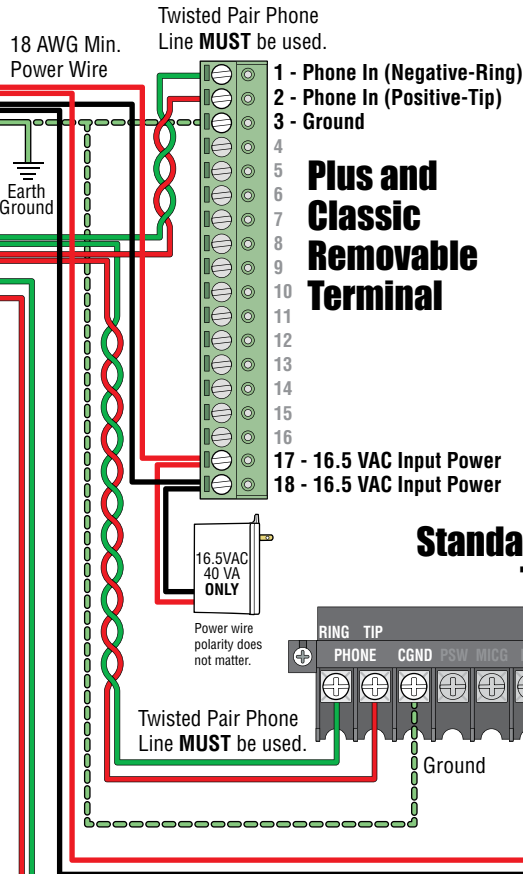 Twisted Pair Phone
Line MUST be used.
18 AWG Min.
Power Wire
1 - Phone In (Negative-Ring)
2 - Phone In (Positive-Tip)
3 - Ground
4
5
6
7
8
9
10
11
12
13
14
15
16
17 - 16.5 VAC Input Power
18 - 16.5 VAC Input Power
Earth
Ground
Plus and
Classic
Removable
Terminal
16.5VAC
40 VA
ONLY
Power wire
polarity does
not matter.
Standa
RING TIP
PHONE CGND PSW MICG
Twisted Pair Phone
Line MUST be used.
Ground